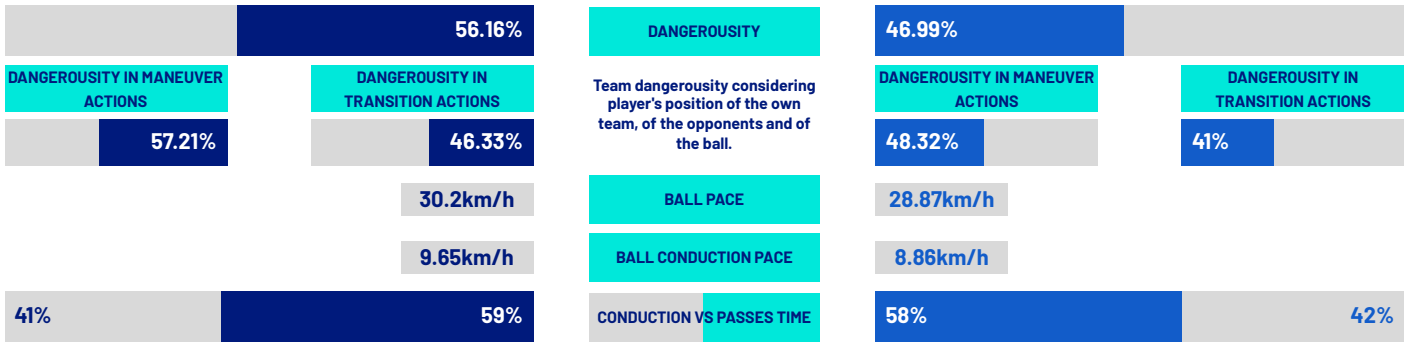 56.16%
DANGEROUSITY
46.99%
DANGEROUSITY IN MANEUVER
ACTIONS
DANGEROUSITY IN
TRANSITION ACTIONS
Team dangerousity considering
player's position of the own
team, of the opponents and of
the ball.
DANGEROUSITY IN MANEUVER
ACTIONS
DANGEROUSITY IN
TRANSITION ACTIONS
57.21%
46.33%
48.32%
41%
30.2km/h
BALL PACE
28.87km/h
9.65km/h
BALL CONDUCTION PACE
8.86km/h
41%
59%
CONDUCTION VS PASSES TIME
58%
42%